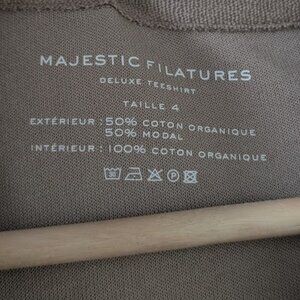 MAJESTIC FILATURES
DELUXE TEESHIRT
TAILLE 4
EXTÉRIEUR : 50% COTON ORGANIQUE
50% MODAL
INTÉRIEUR : 100% COTON ORGANIQUE